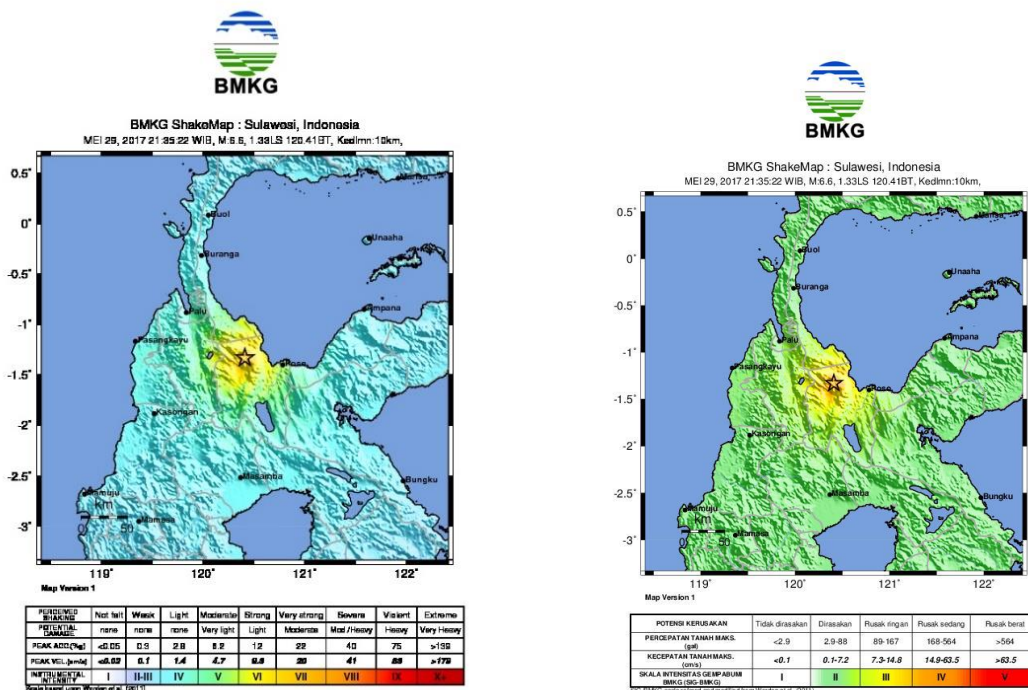 BMKG
BMKG ShakeMap : Sulawesi, Indonesia
MEI 29, 2017 21:35:22 WIB, M:6.6, 1.33LS 120.41BT, Kedlmn:10km,
0.5°
0°
-0.5°
-1°
-1.5°
-2°
-2.5°
-3°
Marisa
Buol
Unaaha
Buranga
Ampana
Palu
Pasangkayu
Poso
Kasongan
Masamba
Bungku
Mamuju
km
0 50
Mamasa
119° 120° 121° 122°
Map Version 1
PERCEIVED SHAKING Not felt Weak Light Moderate Strong Very strong Severe Violent Extreme
POTENTIAL DAMAGE none none none Very light Light Moderate Mod./Heavy Heavy Very Heavy
PEAK ACC.(%g) <0.05 0.3 2.8 6.2 12 22 40 75 >139
PEAK VEL.(cm/s) <0.02 0.1 1.4 4.7 9.6 20 41 86 >178
INSTRUMENTAL INTENSITY I II-III IV V VI VII VIII IX X+
Scale based upon Worden et al. (2011)
BMKG
BMKG ShakeMap : Sulawesi, Indonesia
MEI 29, 2017 21:35:22 WIB, M:6.6, 1.33LS 120.41BT, Kedlmn:10km,
0.5°
0°
-0.5°
-1°
-1.5°
-2°
-2.5°
-3°
Marisa
Buol
Unaaha
Buranga
Ampana
Palu
Pasangkayu
Poso
Kasongan
Masamba
Bungku
Mamuju
km
0 50
Mamasa
119° 120° 121° 122°
Map Version 1
POTENSI KERUSAKAN Tidak dirasakan Dirasakan Rusak ringan Rusak sedang Rusak berat
PERCEPATAN TANAH MAKS. (gal) <2.9 2.9-88 89-167 168-564 >564
KECEPATAN TANAH MAKS. (cm/s) <0.1 0.1-7.2 7.3-14.8 14.9-63.5 >63.5
SKALA INTENSITAS GEMPABUMI BMKG (SIG-BMKG) I II III IV V